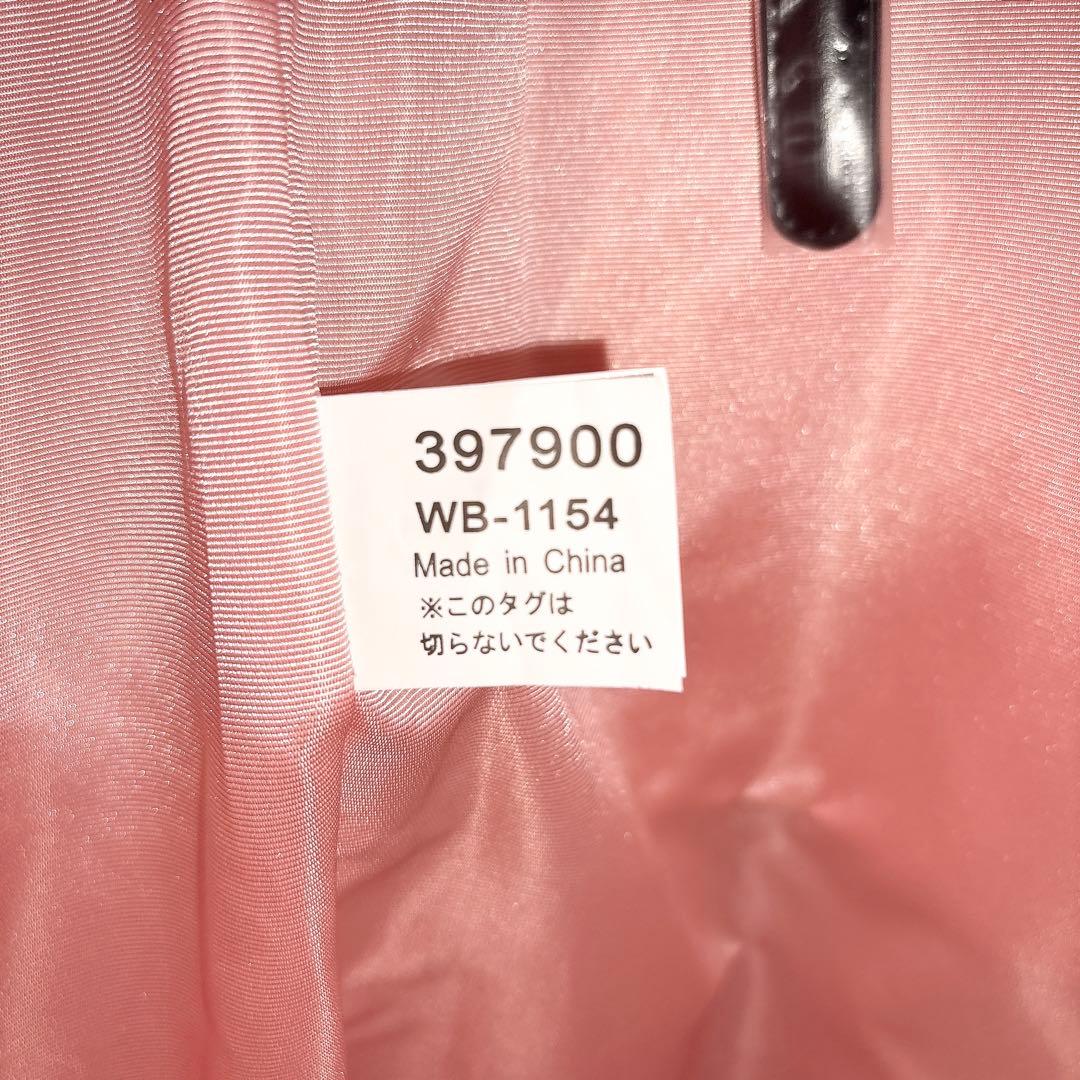 397900
WB-1154
Made in China
※このタグは
切らないでください